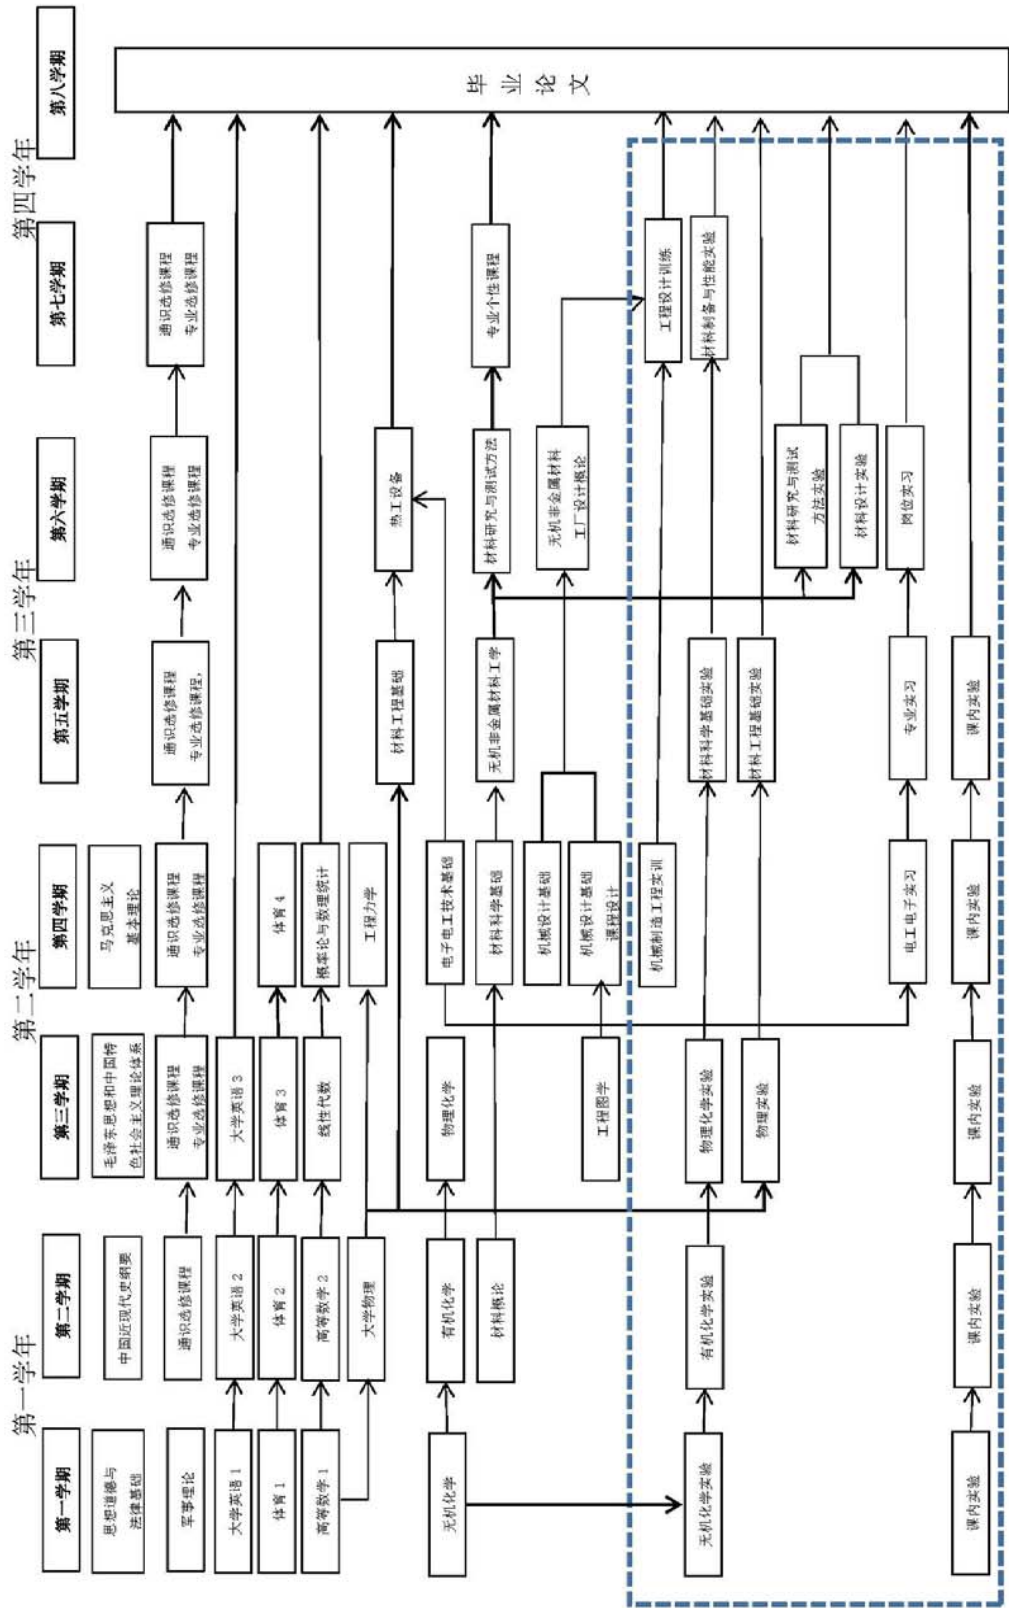 第一学年
第二学年
第三学年
第四学年
第一学期
第二学期
第三学期
第四学期
第五学期
第六学期
第七学期
第八学期
思想道德与
法律基础
中国近现代史纲要
毛泽东思想和中国特
色社会主义理论体系
马克思主义
基本理论
军事理论
通识选修课程
通识选修课程
专业选修课程
通识选修课程
专业选修课程
通识选修课程
专业选修课程,
通识选修课程
专业选修课程
通识选修课程
专业选修课程
大学英语 1
大学英语 2
大学英语 3
体育 1
体育 2
体育 3
体育 4
高等数学 1
高等数学 2
线性代数
概率论与数理统计
大学物理
工程力学
材料工程基础
热工设备
无机化学
有机化学
物理化学
电子电工技术基础
材料概论
材料科学基础
无机非金属材料工学
材料研究与测试方法
专业个性课程
机械设计基础
无机非金属材料
工厂设计概论
工程图学
机械设计基础
课程设计
机械制造工程实训
工程设计训练
无机化学实验
有机化学实验
物理化学实验
材料科学基础实验
材料制备与性能实验
物理实验
材料工程基础实验
材料研究与测试
方法实验
材料设计实验
电工电子实习
专业实习
岗位实习
课内实验
课内实验
课内实验
课内实验
课内实验
毕业论文